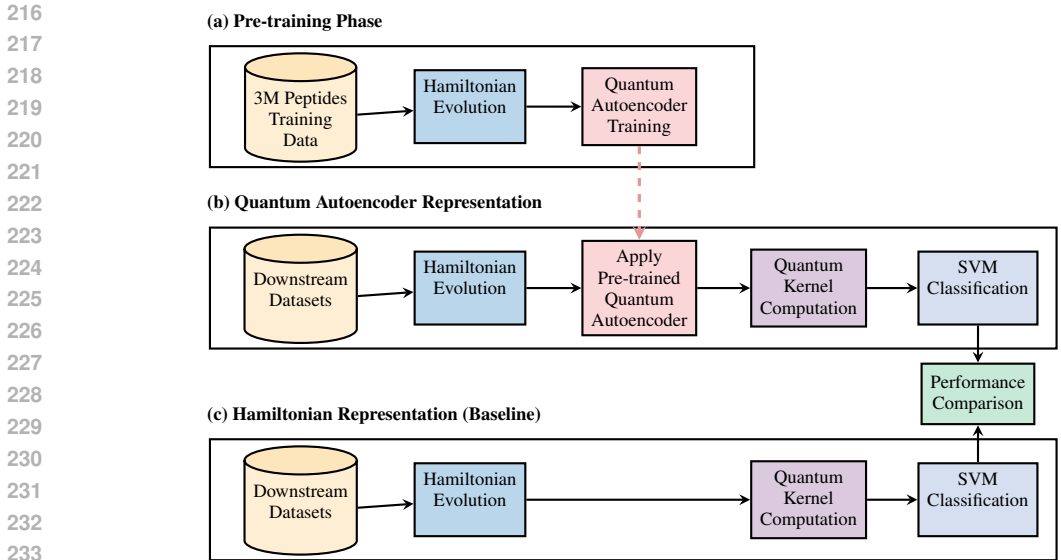 216
217
218
219
220
221
222
223
224
225
226
227
228
229
230
231
232
233
(a) Pre-training Phase
3M Peptides
Training
Data
Hamiltonian
Evolution
Quantum
Autoencoder
Training
(b) Quantum Autoencoder Representation
Downstream
Datasets
Hamiltonian
Evolution
Apply
Pre-trained
Quantum
Autoencoder
Quantum
Kernel
Computation
SVM
Classification
Performance
Comparison
(c) Hamiltonian Representation (Baseline)
Downstream
Datasets
Hamiltonian
Evolution
Quantum
Kernel
Computation
SVM
Classification